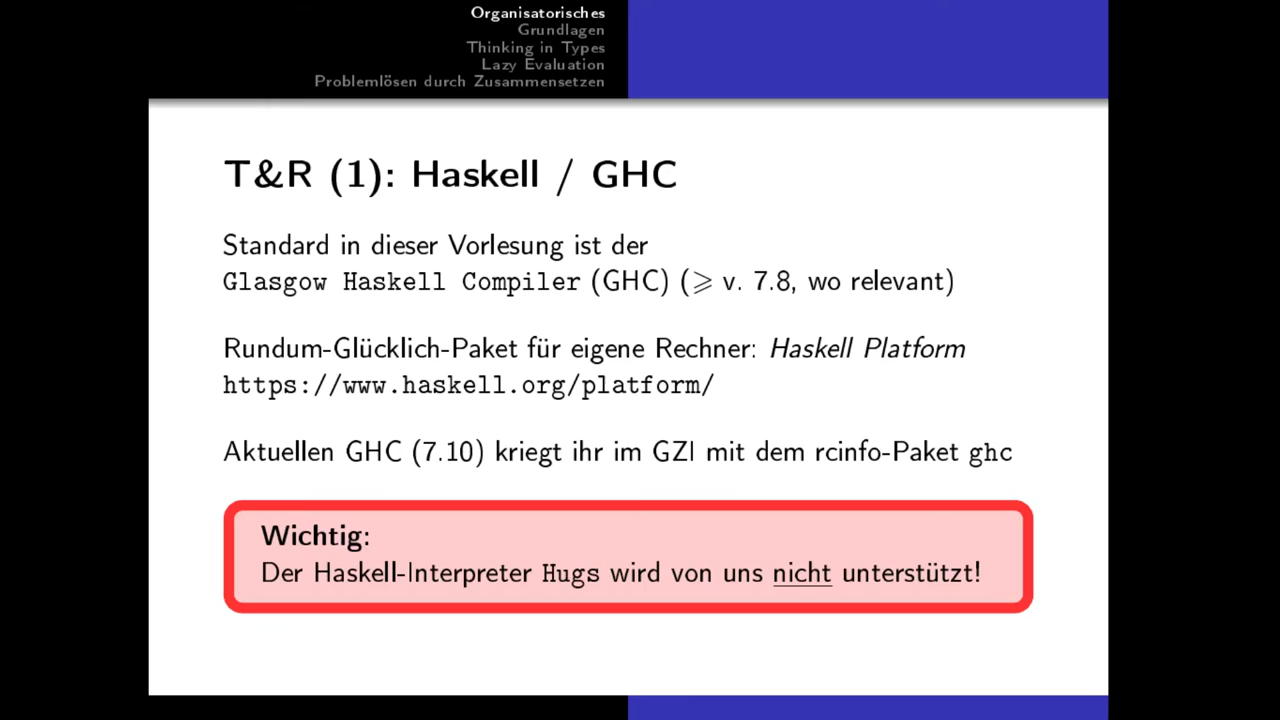 Organisatorisches
Grundlagen
Thinking in Types
Lazy Evaluation
Problemlösen durch Zusammensetzen
T&R (1): Haskell / GHC
Standard in dieser Vorlesung ist der
Glasgow Haskell Compiler (GHC) (⩾ v. 7.8, wo relevant)
Rundum-Glücklich-Paket für eigene Rechner: Haskell Platform
https://www.haskell.org/platform/
Aktuellen GHC (7.10) kriegt ihr im GZI mit dem rcinfo-Paket ghc
Wichtig:
Der Haskell-Interpreter Hugs wird von uns nicht unterstützt!